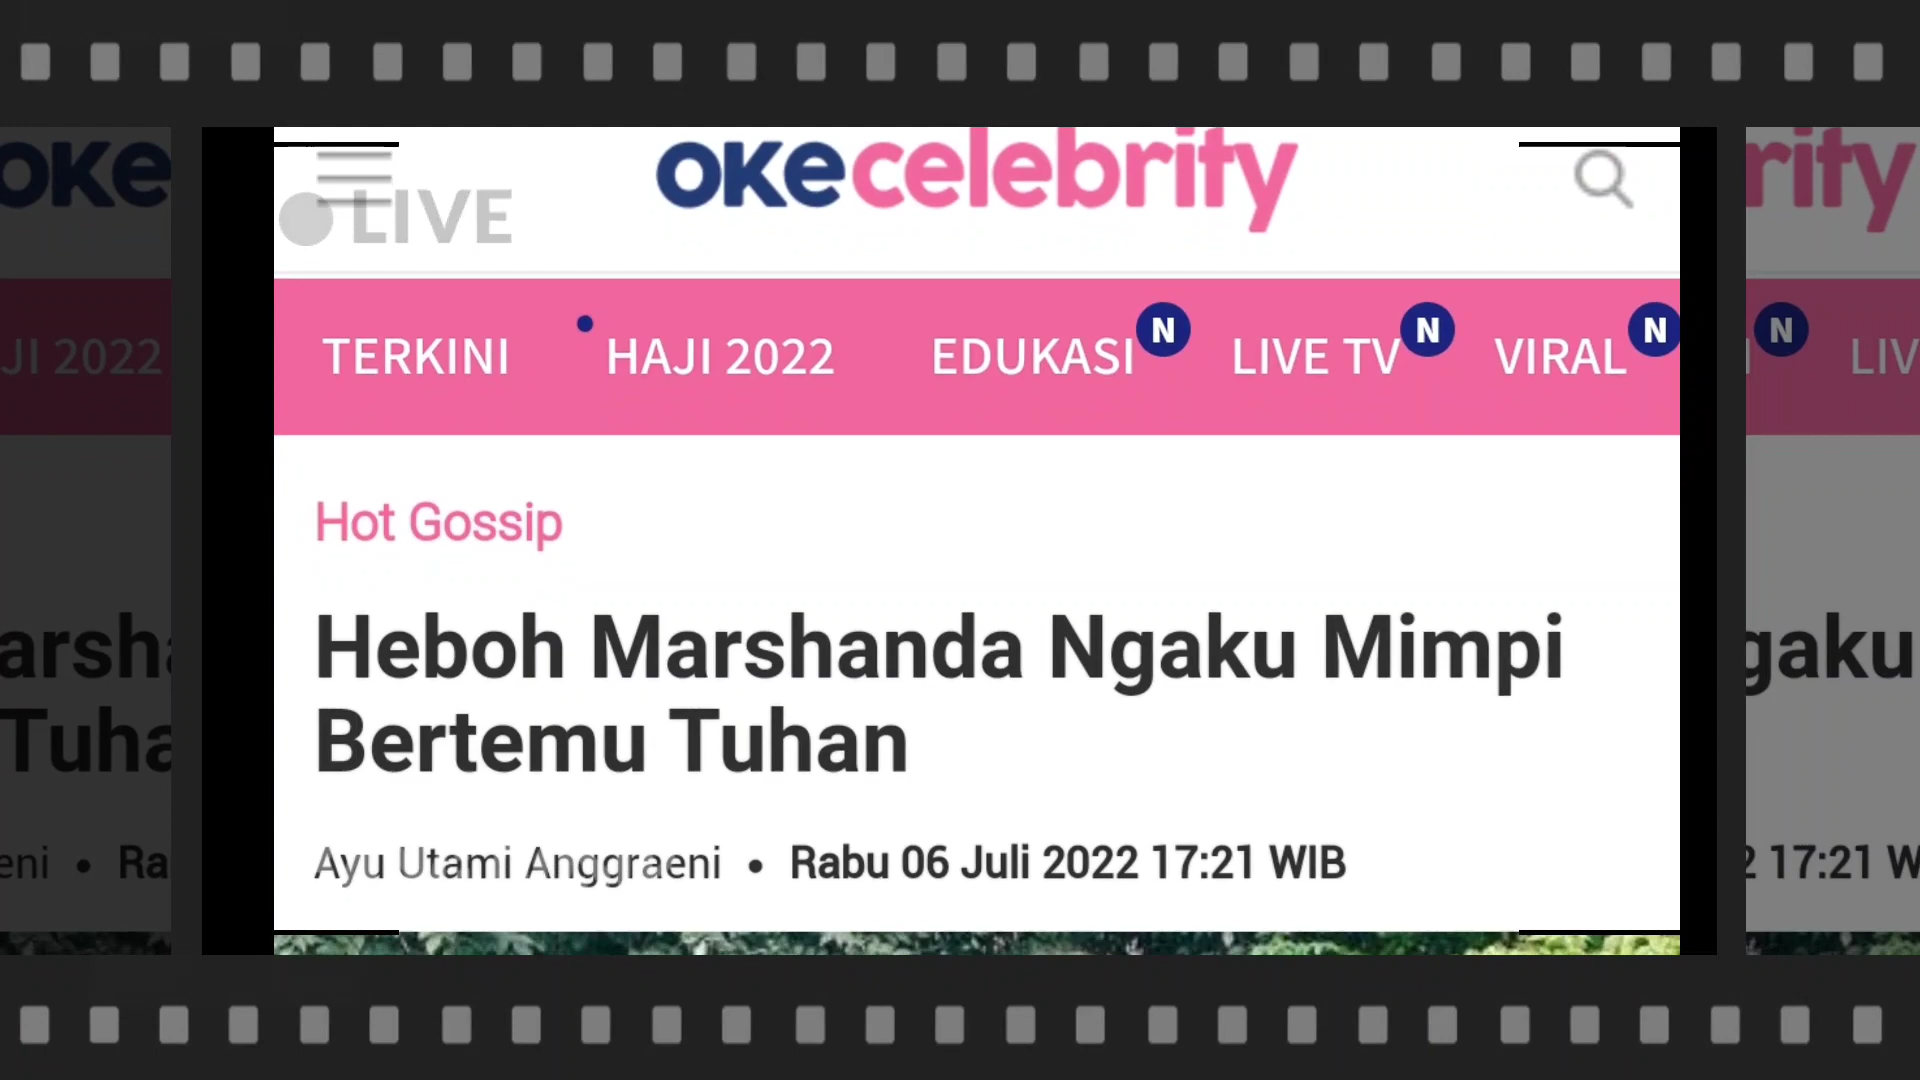 okecelebrity
LIVE
TERKINI HAJI 2022 EDUKASI N LIVE TV N VIRAL N
Hot Gossip
Heboh Marshanda Ngaku Mimpi
Bertemu Tuhan
Ayu Utami Anggraeni • Rabu 06 Juli 2022 17:21 WIB